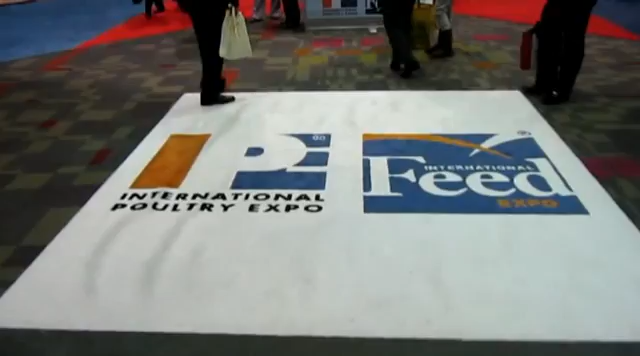 IPE ®
INTERNATIONAL
POULTRY EXPO
®
INTERNATIONAL
Feed
EXPO